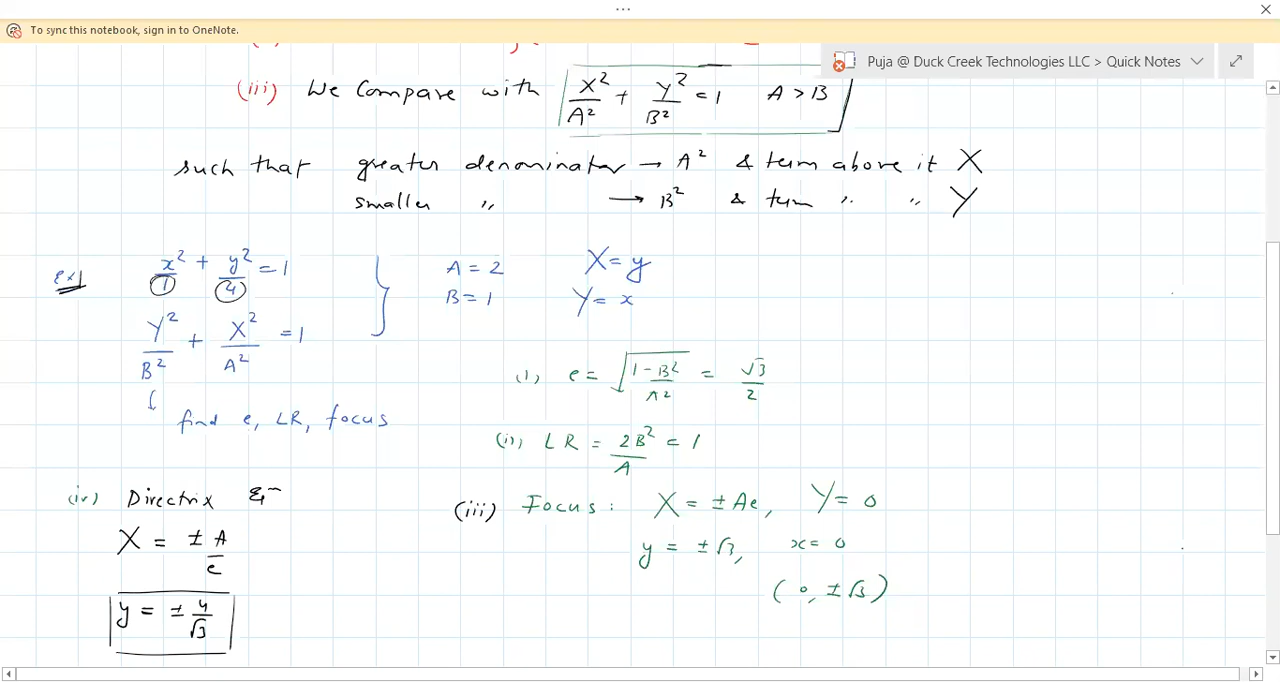 ...
To sync this notebook, sign in to OneNote.
Puja @ Duck Creek Technologies LLC > Quick Notes
(iii) We Compare with X²/A² + Y²/B² = 1 A > B
such that greater denominator → A² & term above it X
smaller " → B² & term " " Y
Ex1 x²/1 + y²/4 = 1
A = 2 X = y
B = 1 Y = x
Y²/B² + X²/A² = 1
find e, LR, focus
(i) e = √(1 - B²/A²) = √3/2
(ii) LR = 2B²/A = 1
(iii) Focus: X = ± Ae, Y = 0
y = ± √3, x = 0
(0, ± √3)
(iv) Directrix Eqⁿ
X = ± A/e
y = ± 4/√3